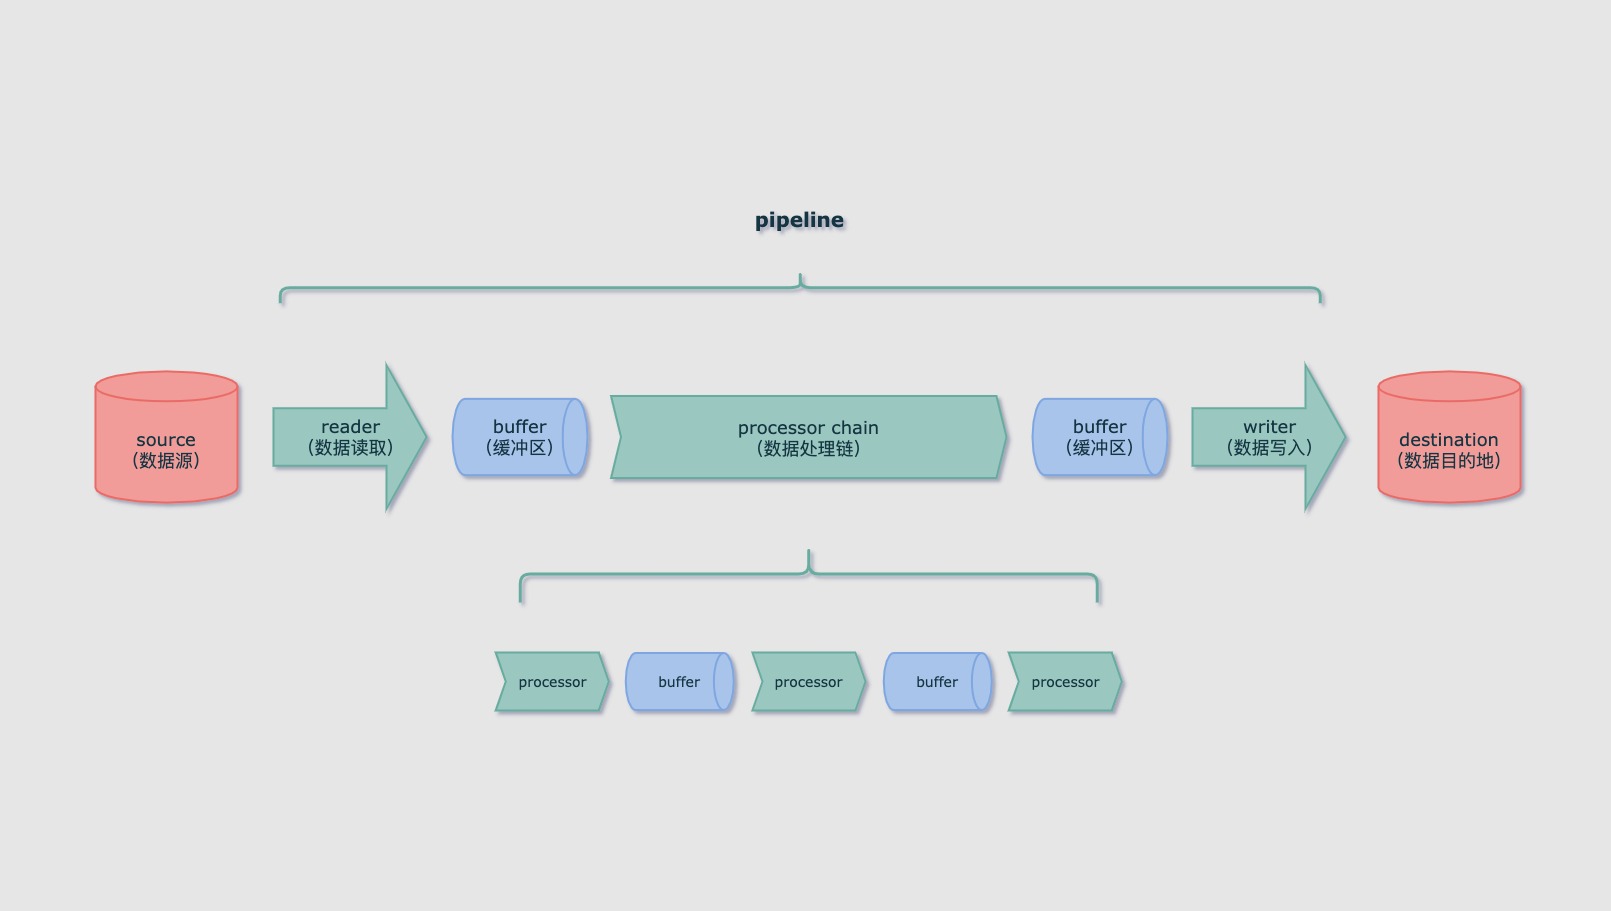 pipeline
source
(数据源)
reader
(数据读取)
buffer
(缓冲区)
processor chain
(数据处理链)
buffer
(缓冲区)
writer
(数据写入)
destination
(数据目的地)
processor
buffer
processor
buffer
processor